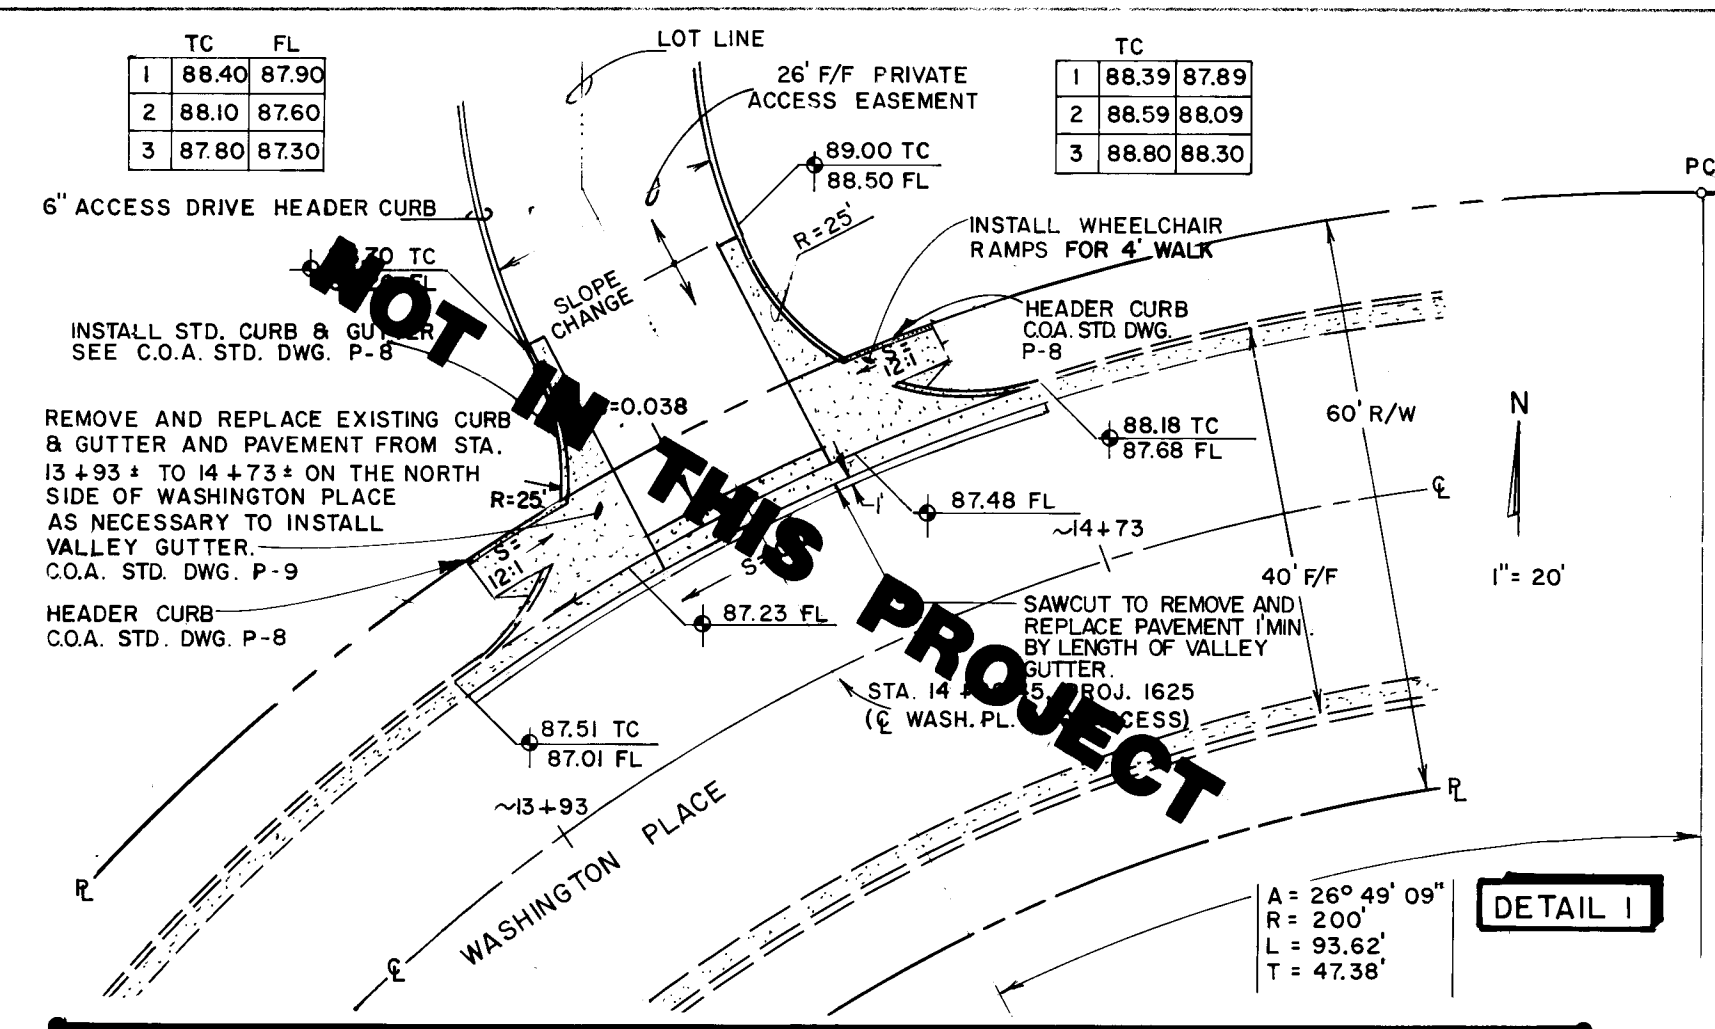 TC FL
1 88.40 87.90
2 88.10 87.60
3 87.80 87.30
LOT LINE
26' F/F PRIVATE
ACCESS EASEMENT
TC
1 88.39 87.89
2 88.59 88.09
3 88.80 88.30
PC
89.00 TC
88.50 FL
6" ACCESS DRIVE HEADER CURB
R=25'
INSTALL WHEELCHAIR
RAMPS FOR 4' WALK
TC
FL
SLOPE
CHANGE
HEADER CURB
C.O.A. STD. DWG.
P-8
INSTALL STD. CURB & GUTTER
SEE C.O.A. STD. DWG. P-8
S=
12:1
=0.038
60' R/W
N
88.18 TC
87.68 FL
REMOVE AND REPLACE EXISTING CURB
& GUTTER AND PAVEMENT FROM STA.
13+93± TO 14+73± ON THE NORTH
SIDE OF WASHINGTON PLACE
AS NECESSARY TO INSTALL
VALLEY GUTTER.
C.O.A. STD. DWG. P-9
R=25'
1'
87.48 FL
~14+73
℄
S=
12:1
S=
40' F/F
1"= 20'
HEADER CURB
C.O.A. STD. DWG. P-8
87.23 FL
SAWCUT TO REMOVE AND
REPLACE PAVEMENT 1'MIN.
BY LENGTH OF VALLEY
GUTTER.
STA. 14 + 5, PROJ. 1625
(℄ WASH. PL. CESS)
87.51 TC
87.01 FL
~13+93
WASHINGTON PLACE
PL
PL
℄
A = 26° 49' 09"
R = 200'
L = 93.62'
T = 47.38'
DETAIL 1
NOT IN THIS PROJECT